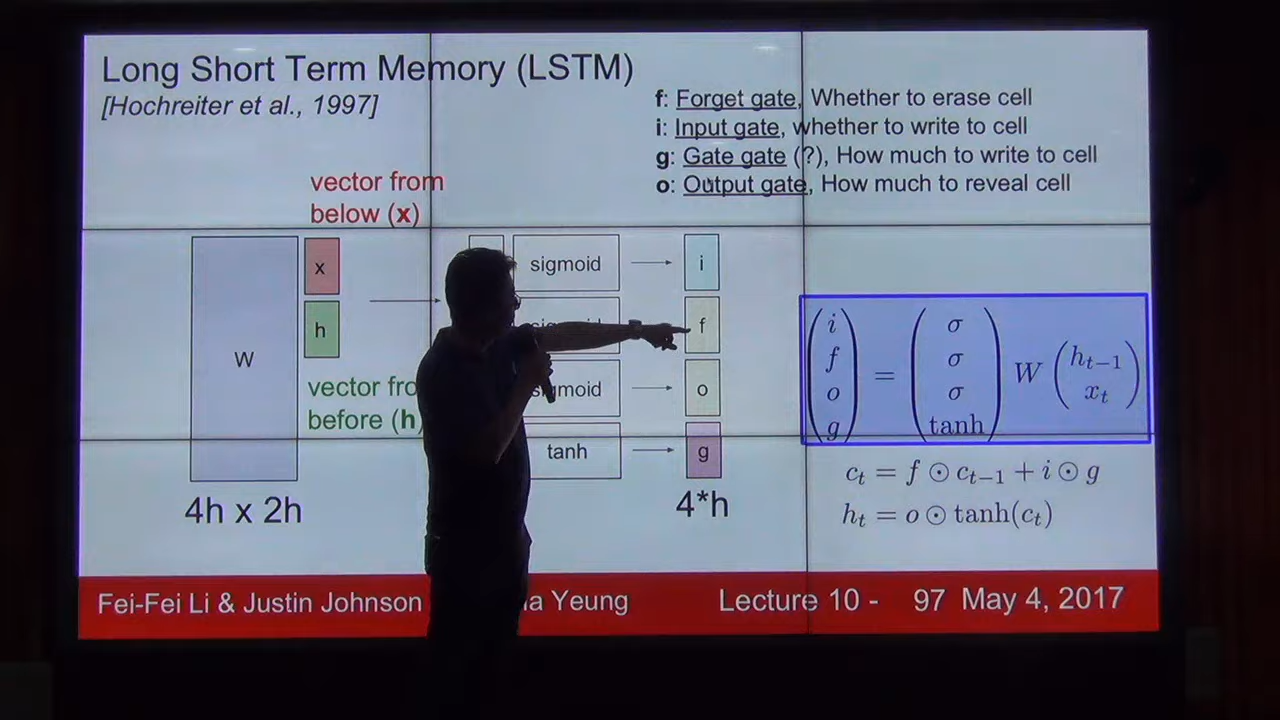 Long Short Term Memory (LSTM)
[Hochreiter et al., 1997]
f: Forget gate, Whether to erase cell
i: Input gate, whether to write to cell
g: Gate gate (?), How much to write to cell
o: Output gate, How much to reveal cell
vector from
below (x)
W
x
h
vector
before (h
4h x 2h
sigmoid
i
f
sigmoid
o
tanh
g
4*h
(i f o g) = (σ σ σ tanh) W (h_{t−1} x_t)
c_t = f ⊙ c_{t−1} + i ⊙ g
h_t = o ⊙ tanh(c_t)
Fei-Fei Li & Justin Johnson Yeung Lecture 10 - 97 May 4, 2017